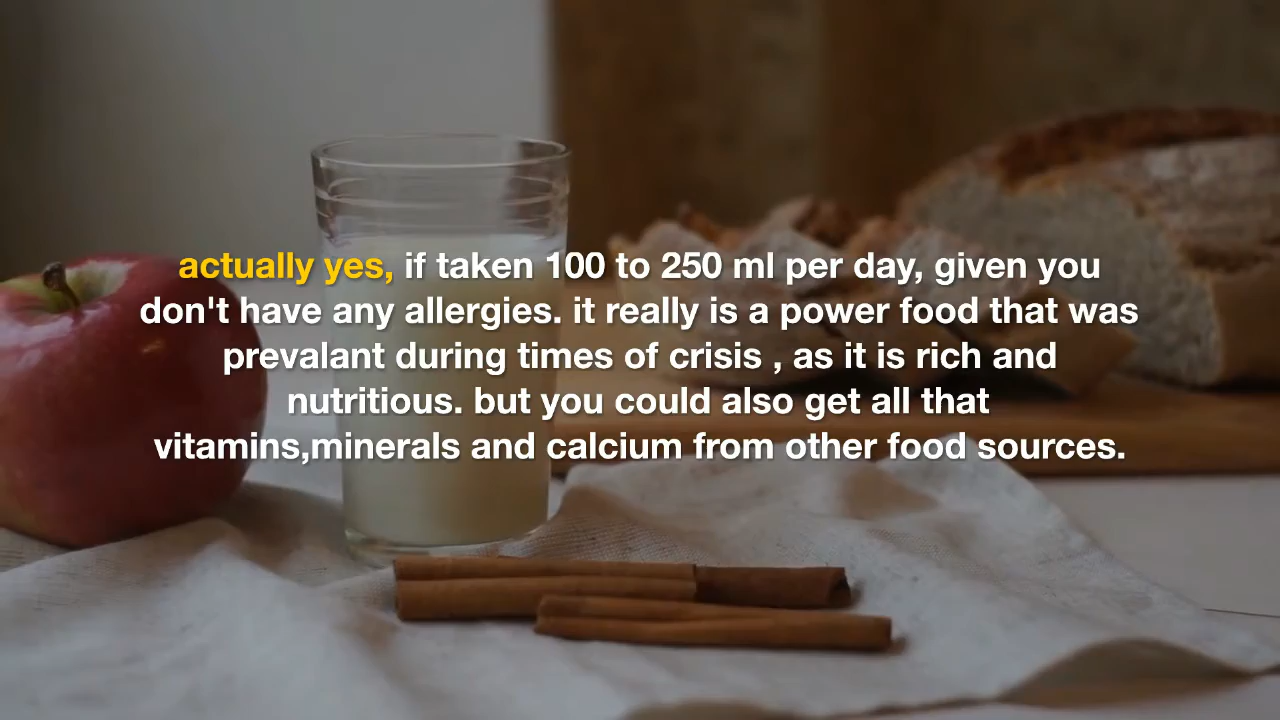 actually yes, if taken 100 to 250 ml per day, given you
don't have any allergies. it really is a power food that was
prevalant during times of crisis , as it is rich and
nutritious. but you could also get all that
vitamins,minerals and calcium from other food sources.